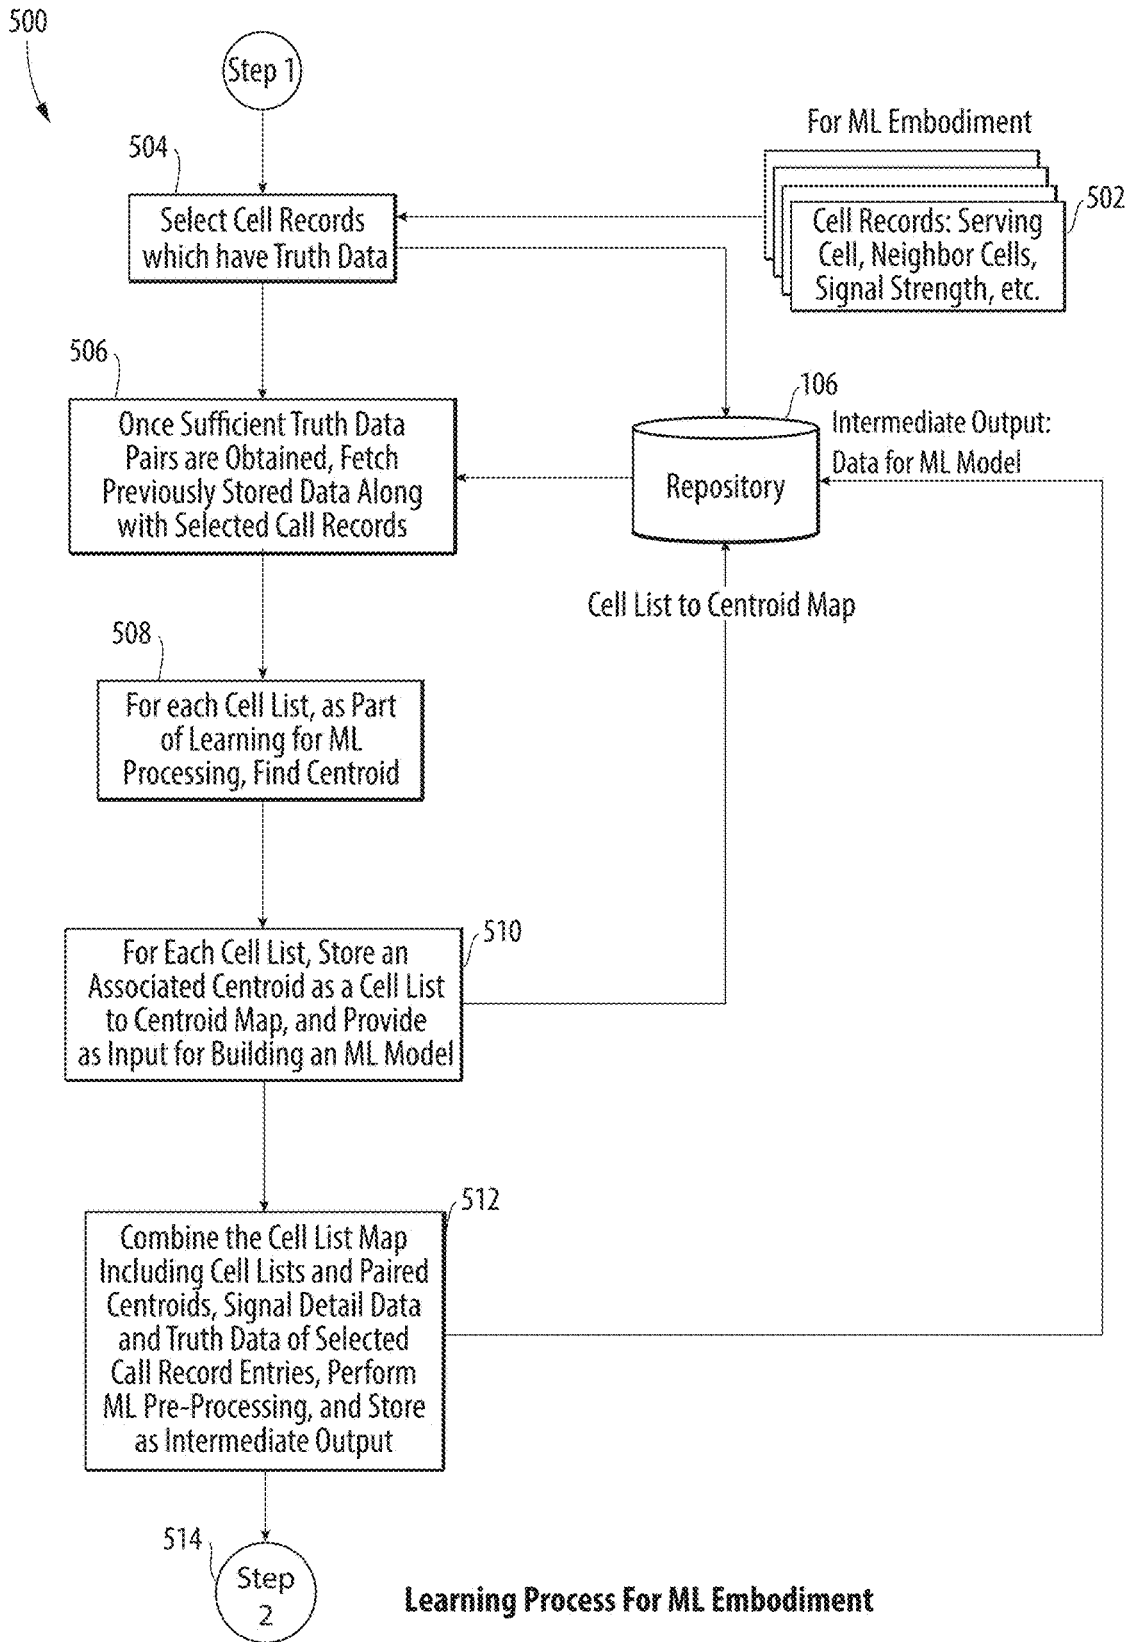 500
Step 1
For ML Embodiment
504
502
Select Cell Records
which have Truth Data
Cell Records: Serving
Cell, Neighbor Cells,
Signal Strength, etc.
506
106
Once Sufficient Truth Data
Pairs are Obtained, Fetch
Previously Stored Data Along
with Selected Call Records
Repository
Intermediate Output:
Data for ML Model
Cell List to Centroid Map
508
For each Cell List, as Part
of Learning for ML
Processing, Find Centroid
510
For Each Cell List, Store an
Associated Centroid as a Cell List
to Centroid Map, and Provide
as Input for Building an ML Model
512
Combine the Cell List Map
Including Cell Lists and Paired
Centroids, Signal Detail Data
and Truth Data of Selected
Call Record Entries, Perform
ML Pre-Processing, and Store
as Intermediate Output
514
Step
2
Learning Process For ML Embodiment